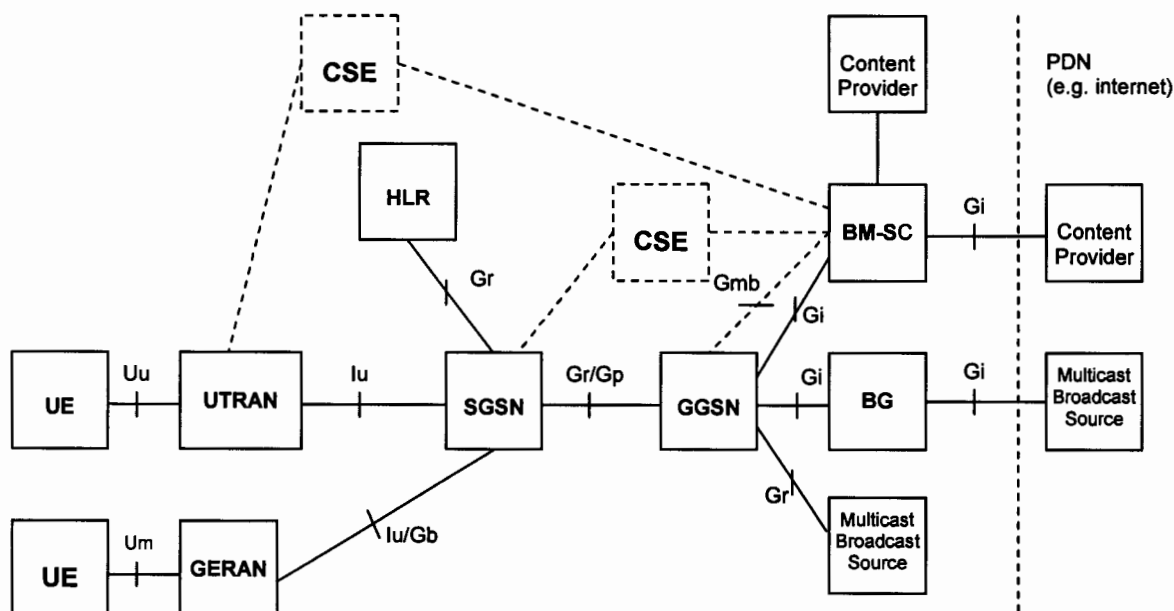 CSE
Content
Provider
PDN
(e.g. internet)
HLR
CSE
BM-SC
Gi
Content
Provider
Gr
Gmb
Gi
UE
Uu
UTRAN
Iu
SGSN
Gr/Gp
GGSN
Gi
BG
Gi
Multicast
Broadcast
Source
Gr
UE
Um
GERAN
Iu/Gb
Multicast
Broadcast
Source